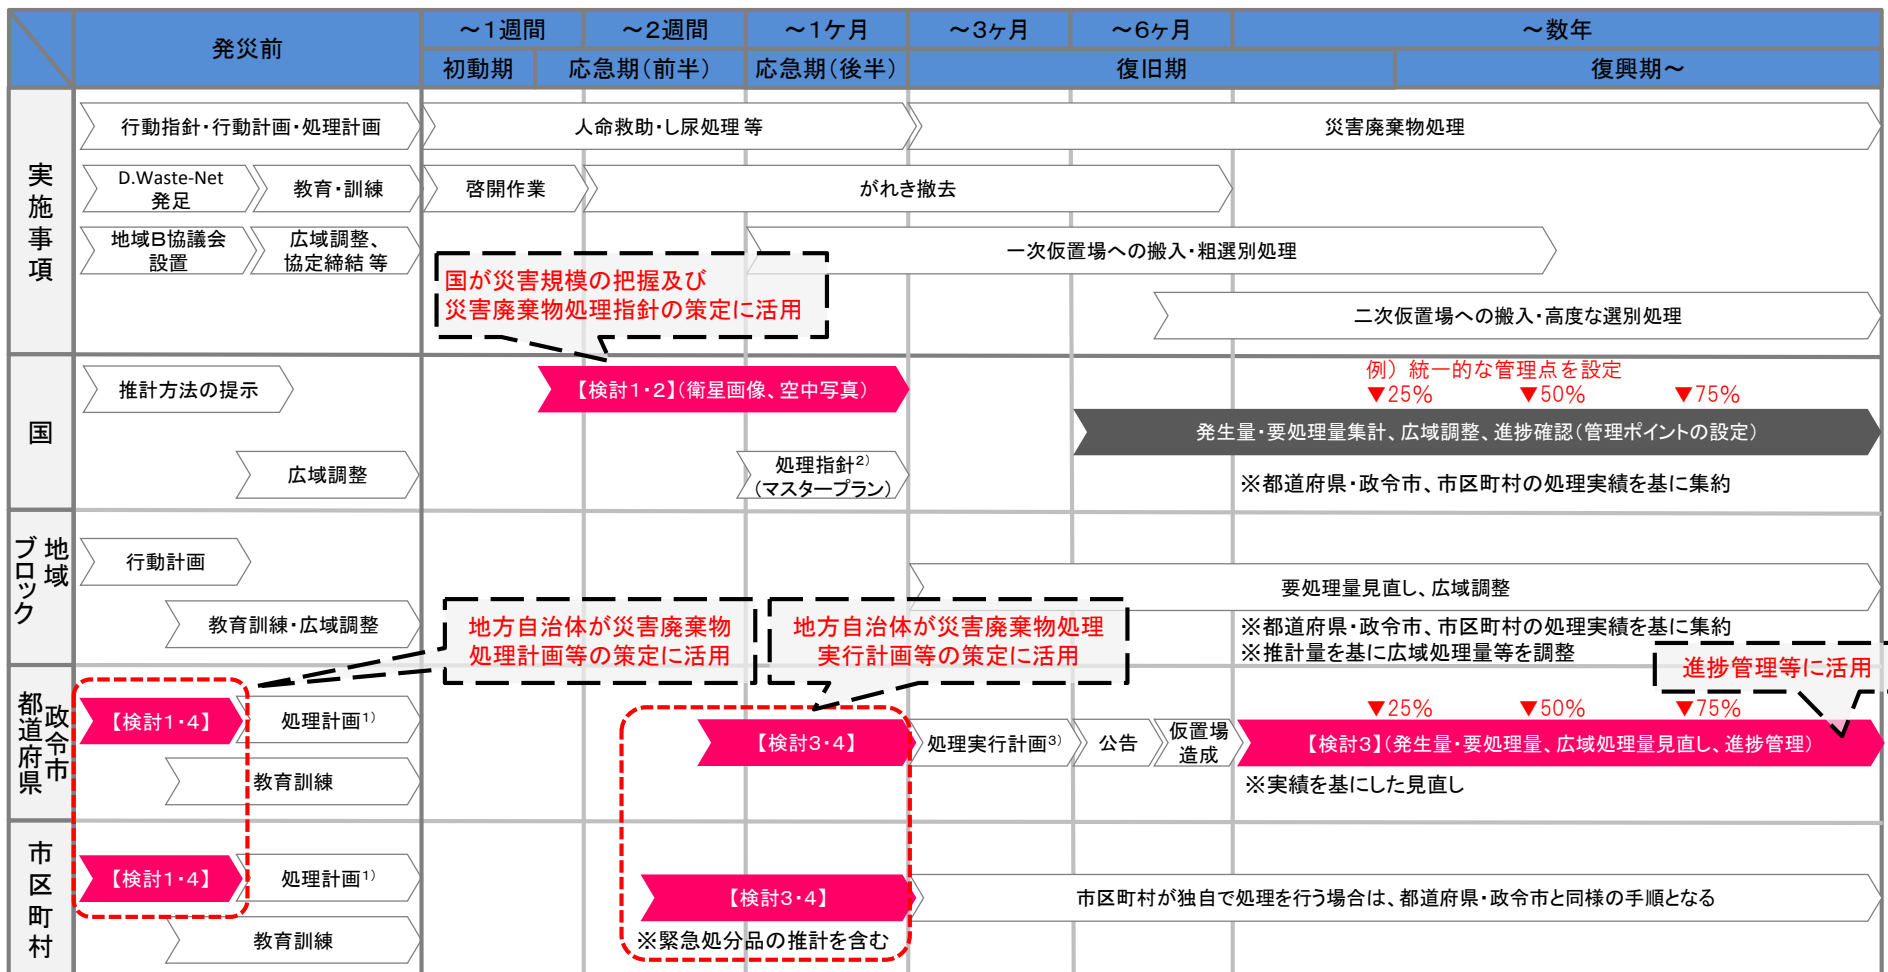 発災前
～1週間
～2週間
～1ケ月
～3ヶ月
～6ヶ月
～数年
初動期
応急期(前半)
応急期(後半)
復旧期
復興期～
実施事項
行動指針・行動計画・処理計画
人命救助・し尿処理 等
災害廃棄物処理
D.Waste-Net
発足
教育・訓練
啓開作業
がれき撤去
地域Ｂ協議会
設置
広域調整、
協定締結 等
一次仮置場への搬入・粗選別処理
国が災害規模の把握及び
災害廃棄物処理指針の策定に活用
二次仮置場への搬入・高度な選別処理
国
推計方法の提示
【検討1・2】(衛星画像、空中写真)
例) 統一的な管理点を設定
▼25%
▼50%
▼75%
発生量・要処理量集計、広域調整、進捗確認(管理ポイントの設定)
広域調整
処理指針2)
(マスタープラン)
※都道府県・政令市、市区町村の処理実績を基に集約
地域
ブロック
行動計画
要処理量見直し、広域調整
教育訓練・広域調整
地方自治体が災害廃棄物
処理計画等の策定に活用
地方自治体が災害廃棄物処理
実行計画等の策定に活用
※都道府県・政令市、市区町村の処理実績を基に集約
※推計量を基に広域処理量等を調整
進捗管理等に活用
政令市
都道府県
【検討1・4】
処理計画1)
【検討3・4】
処理実行計画3)
公告
仮置場
造成
▼25%
▼50%
▼75%
【検討3】(発生量・要処理量、広域処理量見直し、進捗管理)
教育訓練
※実績を基にした見直し
市区町村
【検討1・4】
処理計画1)
【検討3・4】
市区町村が独自で処理を行う場合は、都道府県・政令市と同様の手順となる
教育訓練
※緊急処分品の推計を含む